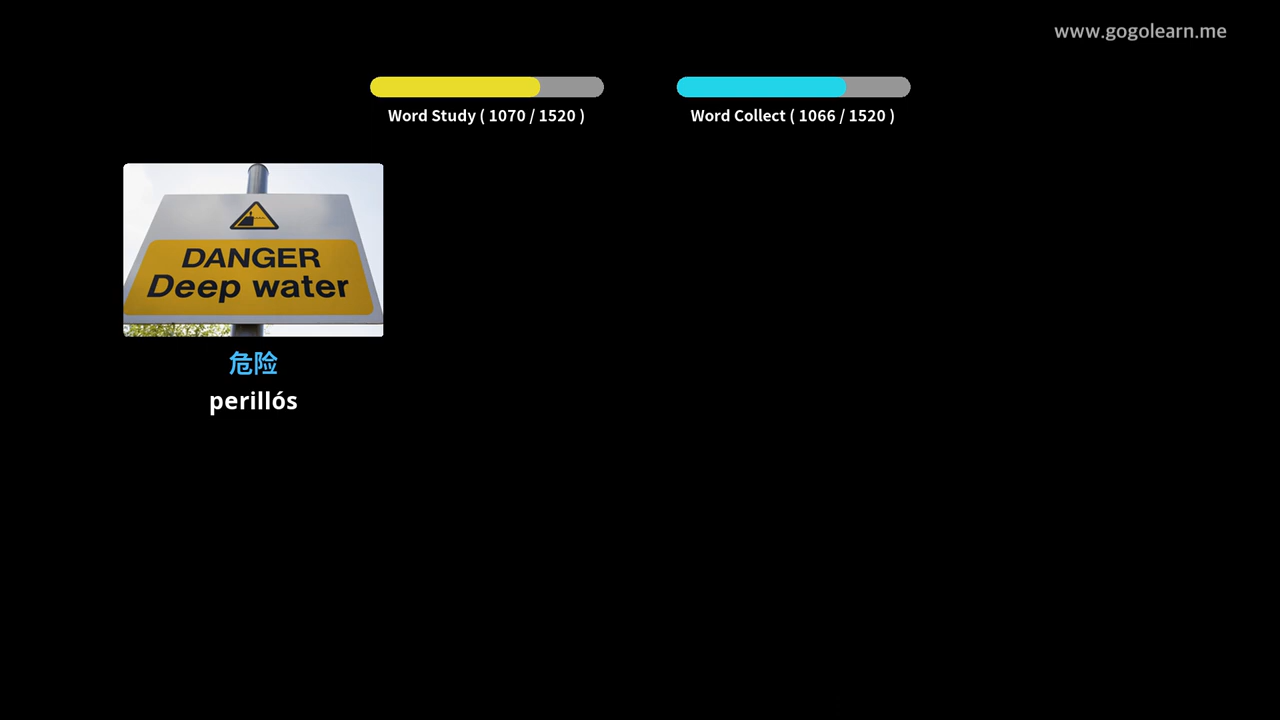 www.gogolearn.me
Word Study ( 1070 / 1520 )
Word Collect ( 1066 / 1520 )
DANGER
Deep water
危险
perillós